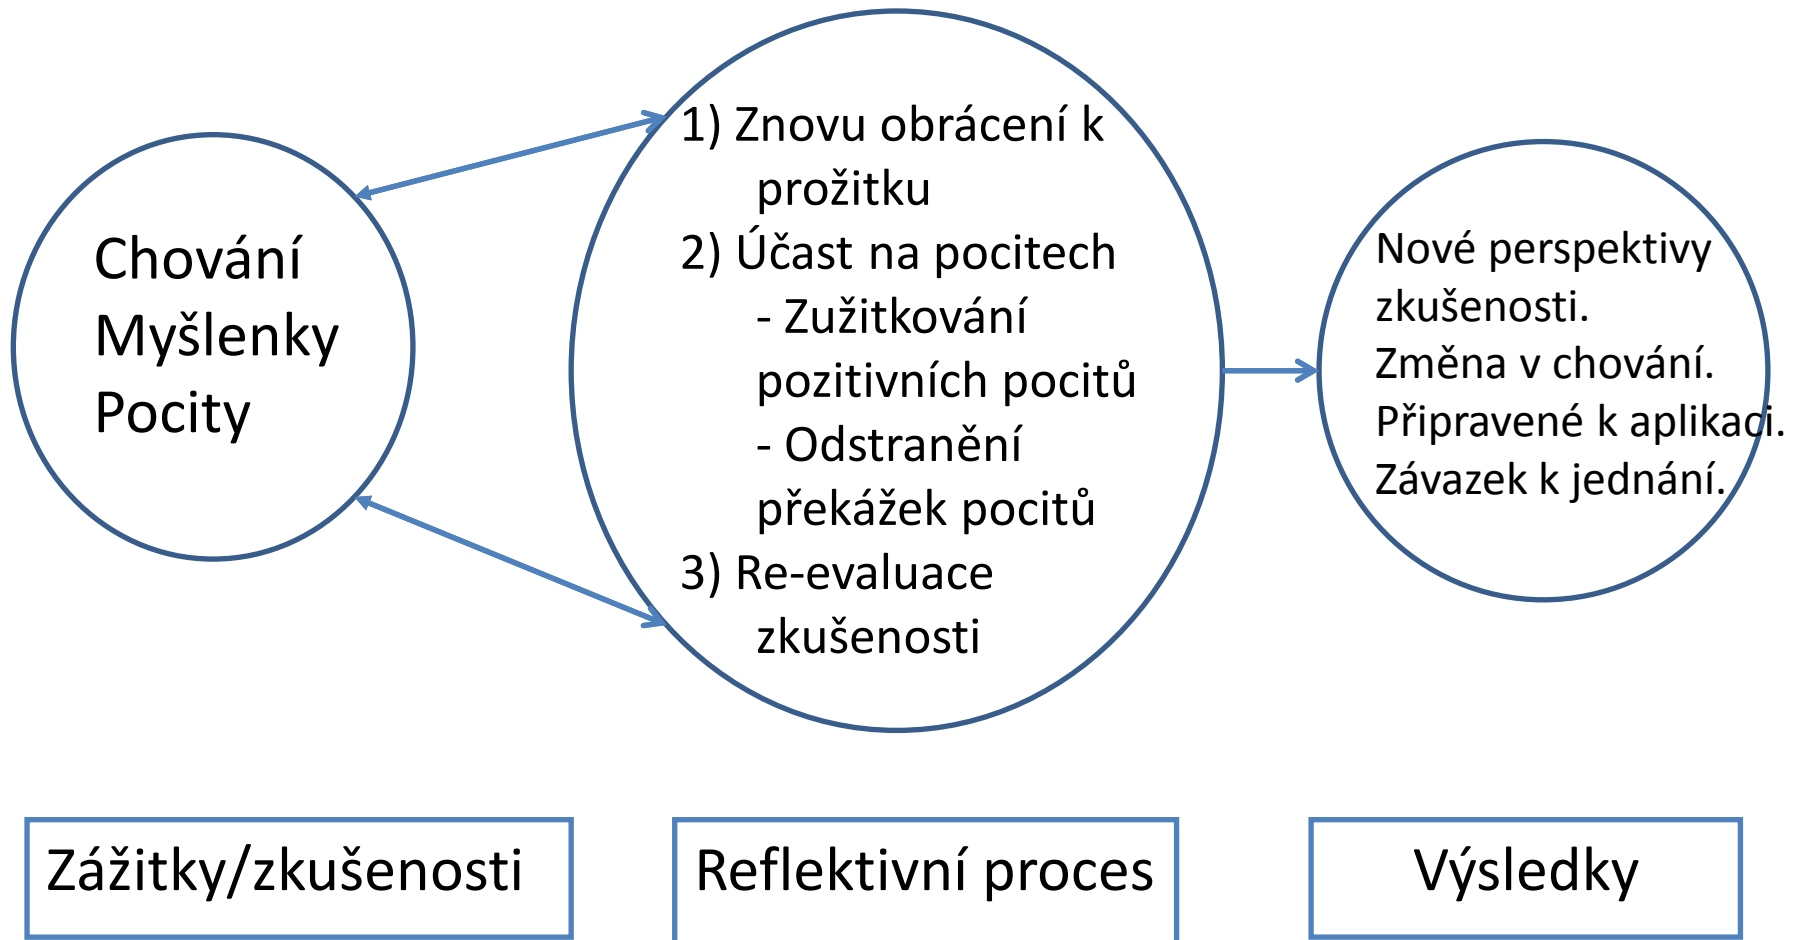 Chování
Myšlenky
Pocity
1) Znovu obrácení k
prožitku
2) Účast na pocitech
- Zužitkování
pozitivních pocitů
- Odstranění
překážek pocitů
3) Re-evaluace
zkušenosti
Nové perspektivy
zkušenosti.
Změna v chování.
Připravené k aplikaci.
Závazek k jednání.
Zážitky/zkušenosti
Reflektivní proces
Výsledky